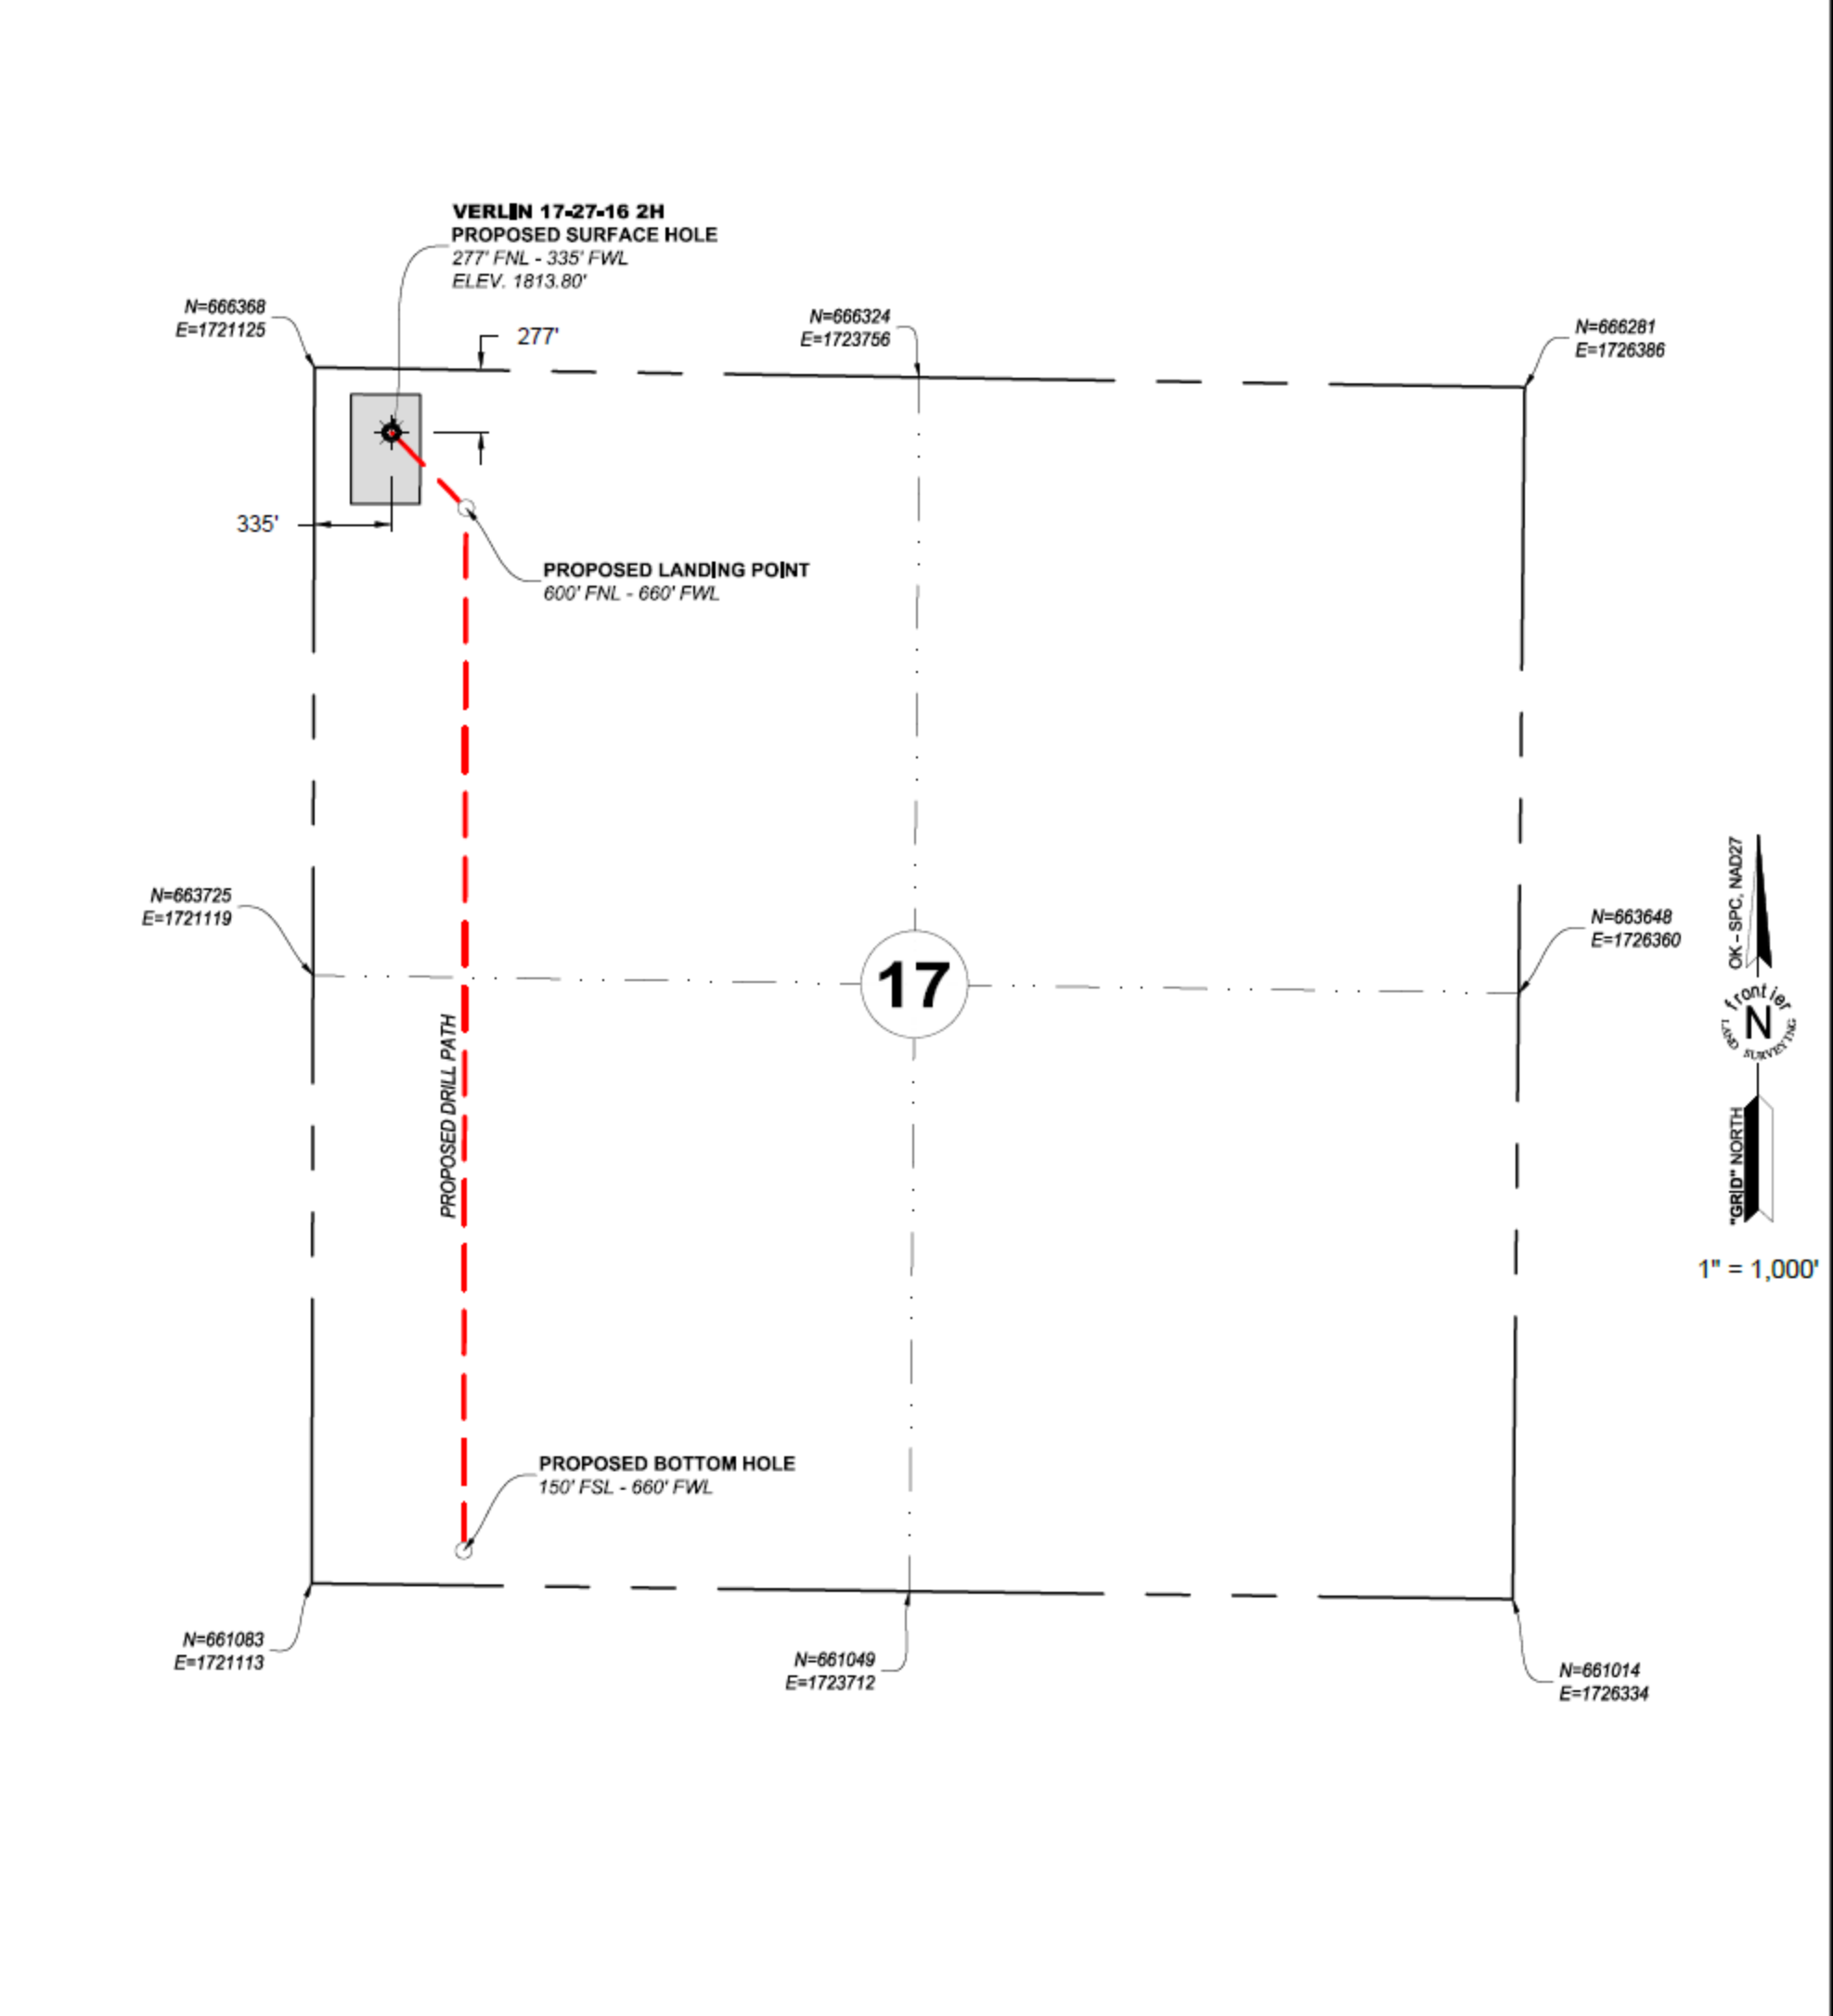 VERLIN 17-27-16 2H
PROPOSED SURFACE HOLE
277' FNL - 335' FWL
ELEV. 1813.80'
N=666368
E=1721125
277'
N=666324
E=1723756
N=666281
E=1726386
335'
PROPOSED LANDING POINT
600' FNL - 660' FWL
N=663725
E=1721119
17
N=663648
E=1726360
OK - SPC, NAD27
frontier
N
LAND SURVEYING
"GRID" NORTH
1" = 1,000'
PROPOSED DRILL PATH
PROPOSED BOTTOM HOLE
150' FSL - 660' FWL
N=661083
E=1721113
N=661049
E=1723712
N=661014
E=1726334